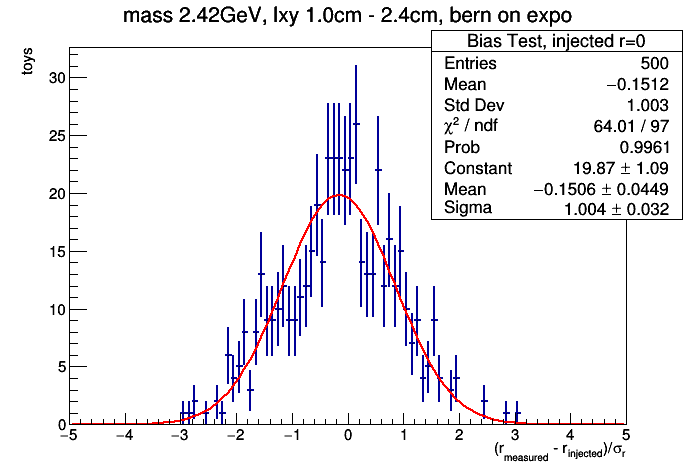 mass 2.42GeV, lxy 1.0cm - 2.4cm, bern on expo
Bias Test, injected r=0
Entries 500
Mean −0.1512
Std Dev 1.003
χ² / ndf 64.01 / 97
Prob 0.9961
Constant 19.87 ± 1.09
Mean −0.1506 ± 0.0449
Sigma 1.004 ± 0.032
toys
30
25
20
15
10
5
0
−5 −4 −3 −2 −1 0 1 2 3 4 5
(r_measured - r_injected)/σ_r